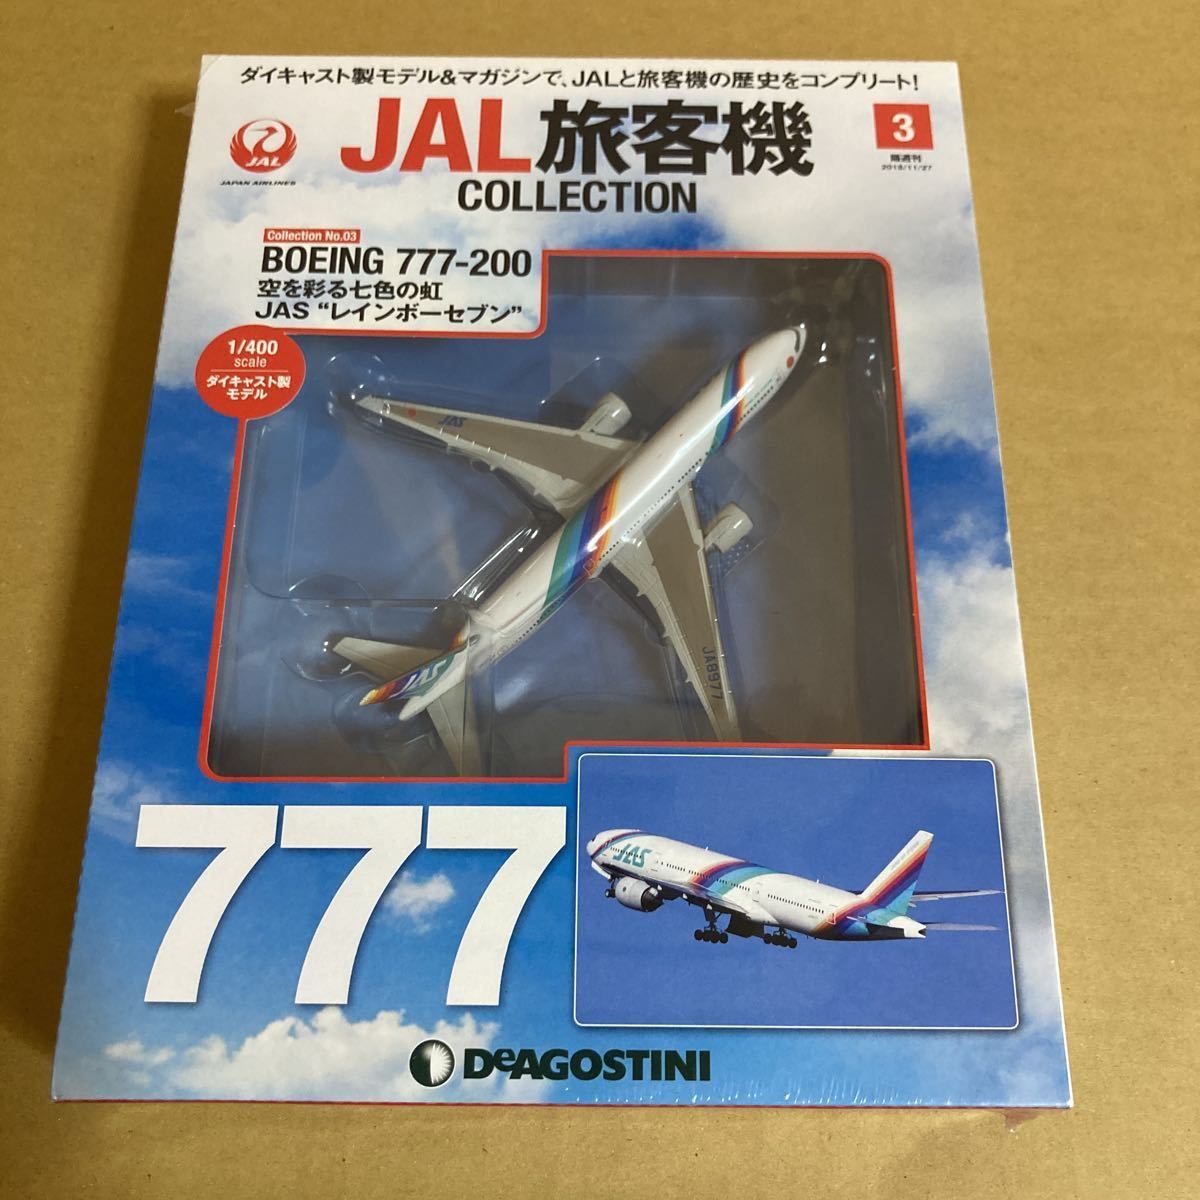 ダイキャスト製モデル&マガジンで、JALと旅客機の歴史をコンプリート!
JAL
JAPAN AIRLINES
JAL旅客機
COLLECTION
3
隔週刊
2018/11/27
Collection No.03
BOEING 777-200
空を彩る七色の虹
JAS “レインボーセブン”
1/400
scale
ダイキャスト製
モデル
JAS
JAS
JA8977
777
JAS
DeAGOSTINI